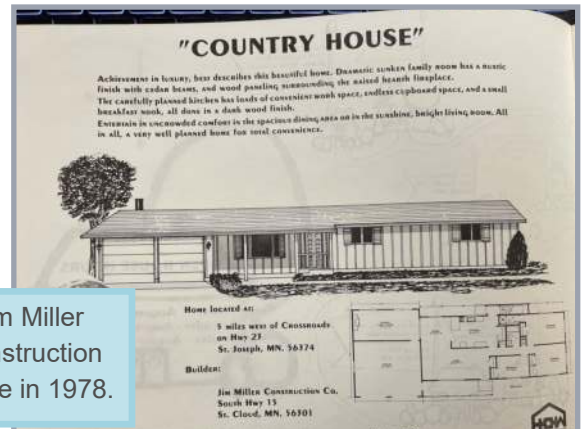 "COUNTRY HOUSE"
Achievement in luxury, best describes this beautiful home. Dramatic sunken family room has a rustic
finish with cedar beams, and wood paneling surrounding the raised hearth fireplace.
The carefully planned kitchen has loads of convenient work space, endless cupboard space, and a small
breakfast nook, all done in a dark wood finish.
Entertain in uncrowded comfort in the spacious dining area or in the sunshine, bright living room. All
in all, a very well planned home for total convenience.
Home located at:
5 miles west of Crossroads
on Hwy 23
St. Joseph, MN. 56374
Builder:
Jim Miller Construction Co.
South Hwy 15
St. Cloud, MN, 56301
m Miller
nstruction
e in 1978.